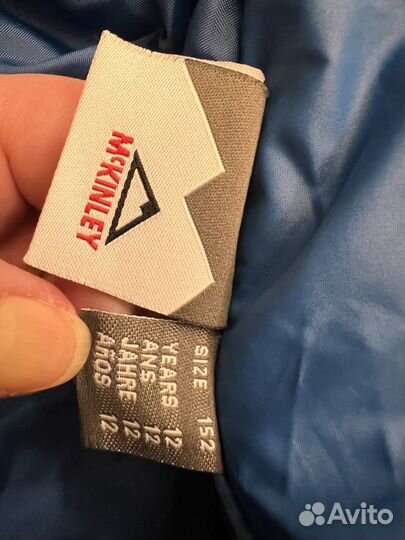 McKINLEY
SIZE 152
YEARS 12
ANS 12
JAHRE 12
AÑOS 12
Avito